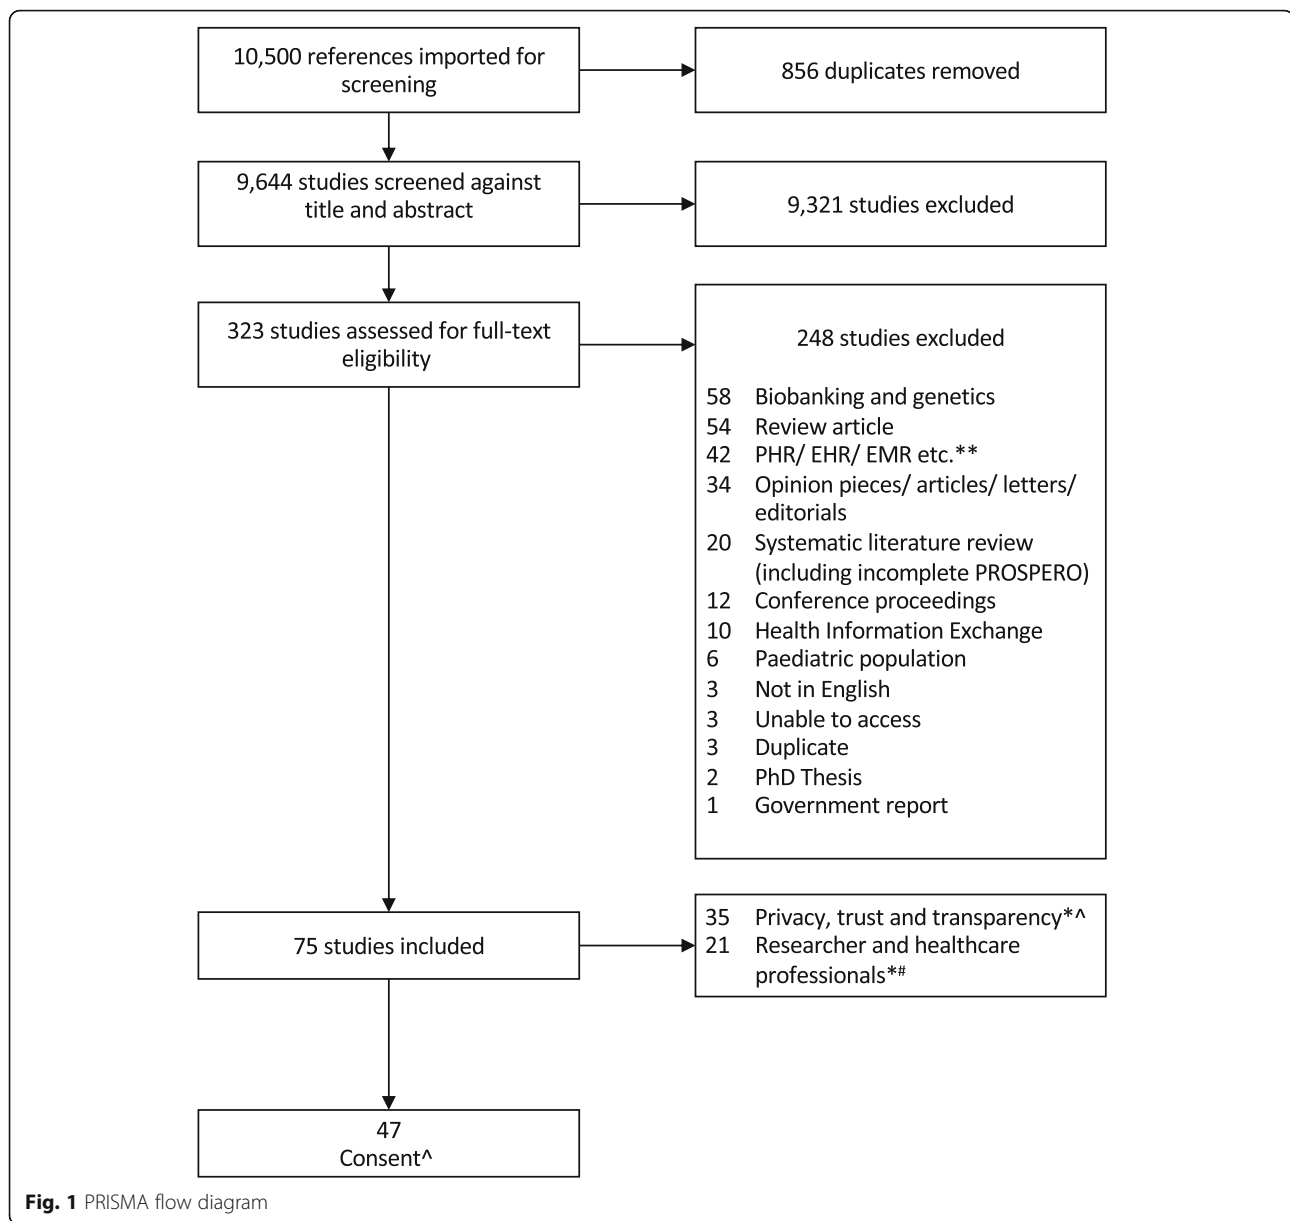 10,500 references imported for
screening
856 duplicates removed
9,644 studies screened against
title and abstract
9,321 studies excluded
323 studies assessed for full-text
eligibility
248 studies excluded
58 Biobanking and genetics
54 Review article
42 PHR/ EHR/ EMR etc.**
34 Opinion pieces/ articles/ letters/
editorials
20 Systematic literature review
(including incomplete PROSPERO)
12 Conference proceedings
10 Health Information Exchange
6 Paediatric population
3 Not in English
3 Unable to access
3 Duplicate
2 PhD Thesis
1 Government report
75 studies included
35 Privacy, trust and transparency*^
21 Researcher and healthcare
professionals*#
47
Consent^
Fig. 1 PRISMA flow diagram